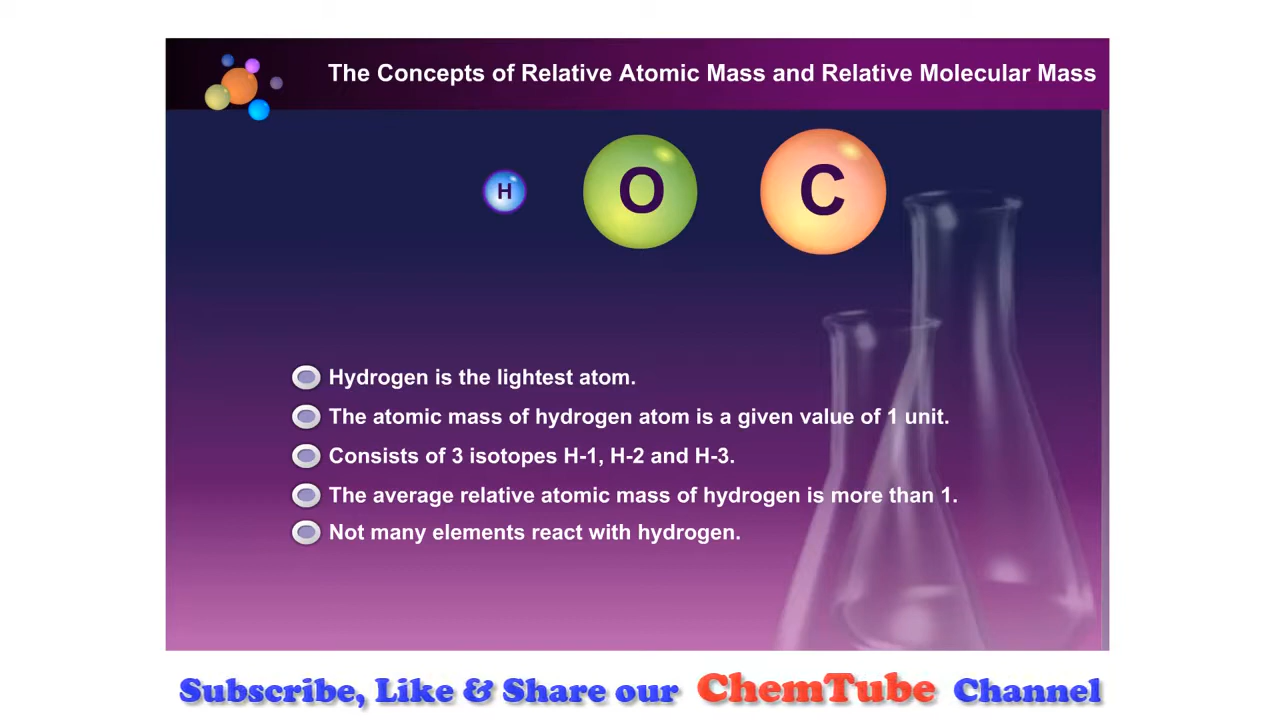 The Concepts of Relative Atomic Mass and Relative Molecular Mass
H O C
Hydrogen is the lightest atom.
The atomic mass of hydrogen atom is a given value of 1 unit.
Consists of 3 isotopes H-1, H-2 and H-3.
The average relative atomic mass of hydrogen is more than 1.
Not many elements react with hydrogen.
Subscribe, Like & Share our ChemTube Channel